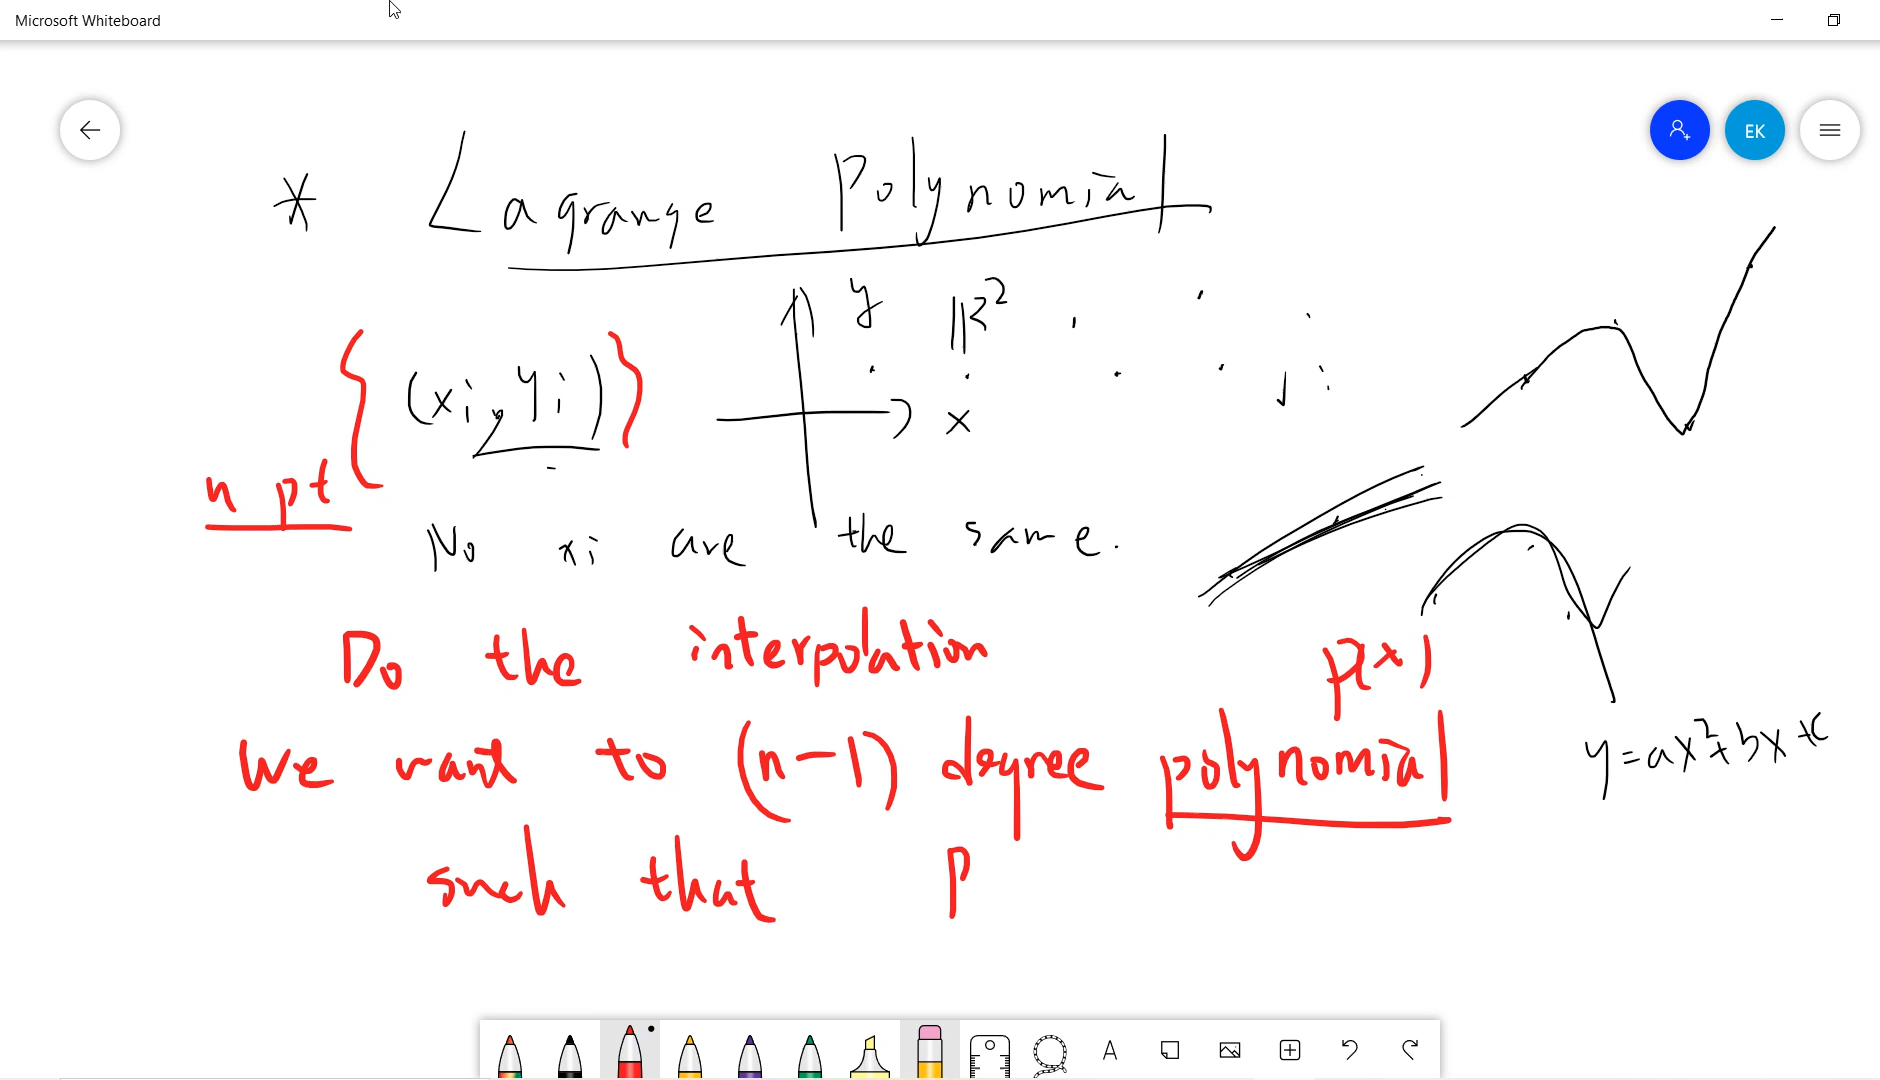 Microsoft Whiteboard
EK
* Lagrange Polynomial
y ℝ²
{(xi, yi)}
x
n pt
No xi are the same.
Do the interpolation
p(x)
We want to (n-1) degree polynomial
y = ax² + bx + c
such that p
A